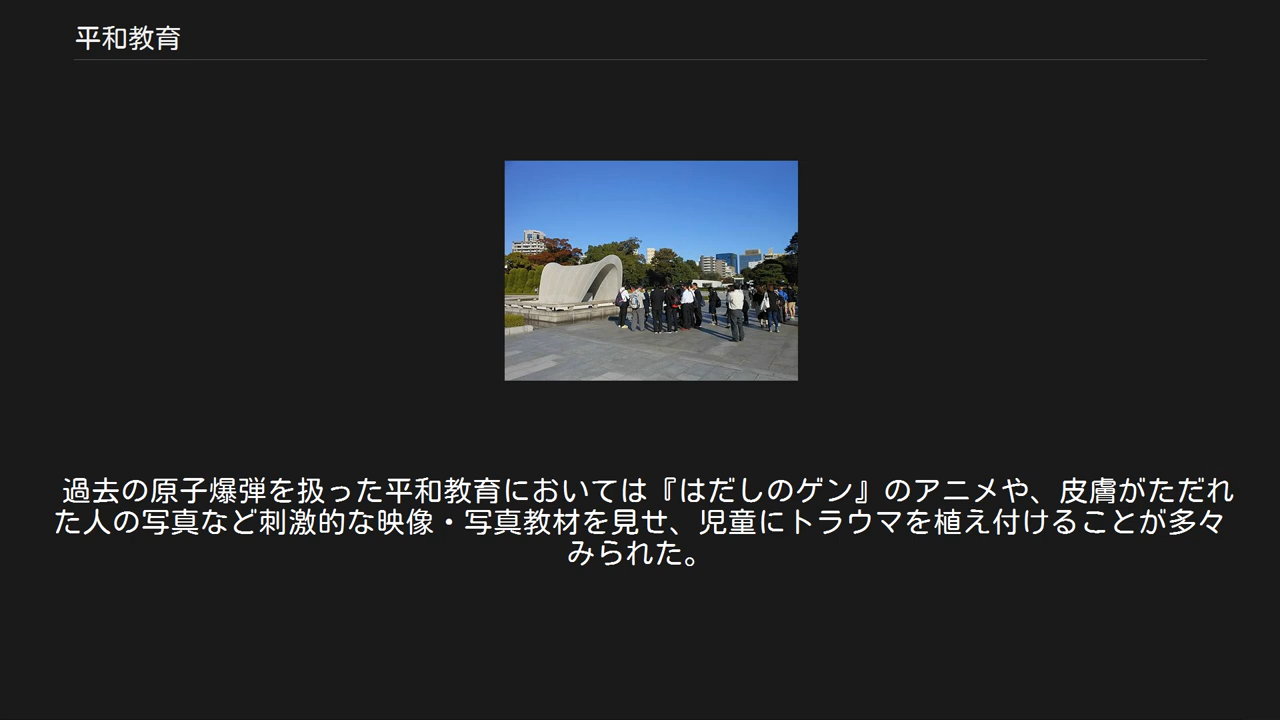 平和教育
過去の原子爆弾を扱った平和教育においては『はだしのゲン』のアニメや、皮膚がただれ
た人の写真など刺激的な映像・写真教材を見せ、児童にトラウマを植え付けることが多々
みられた。